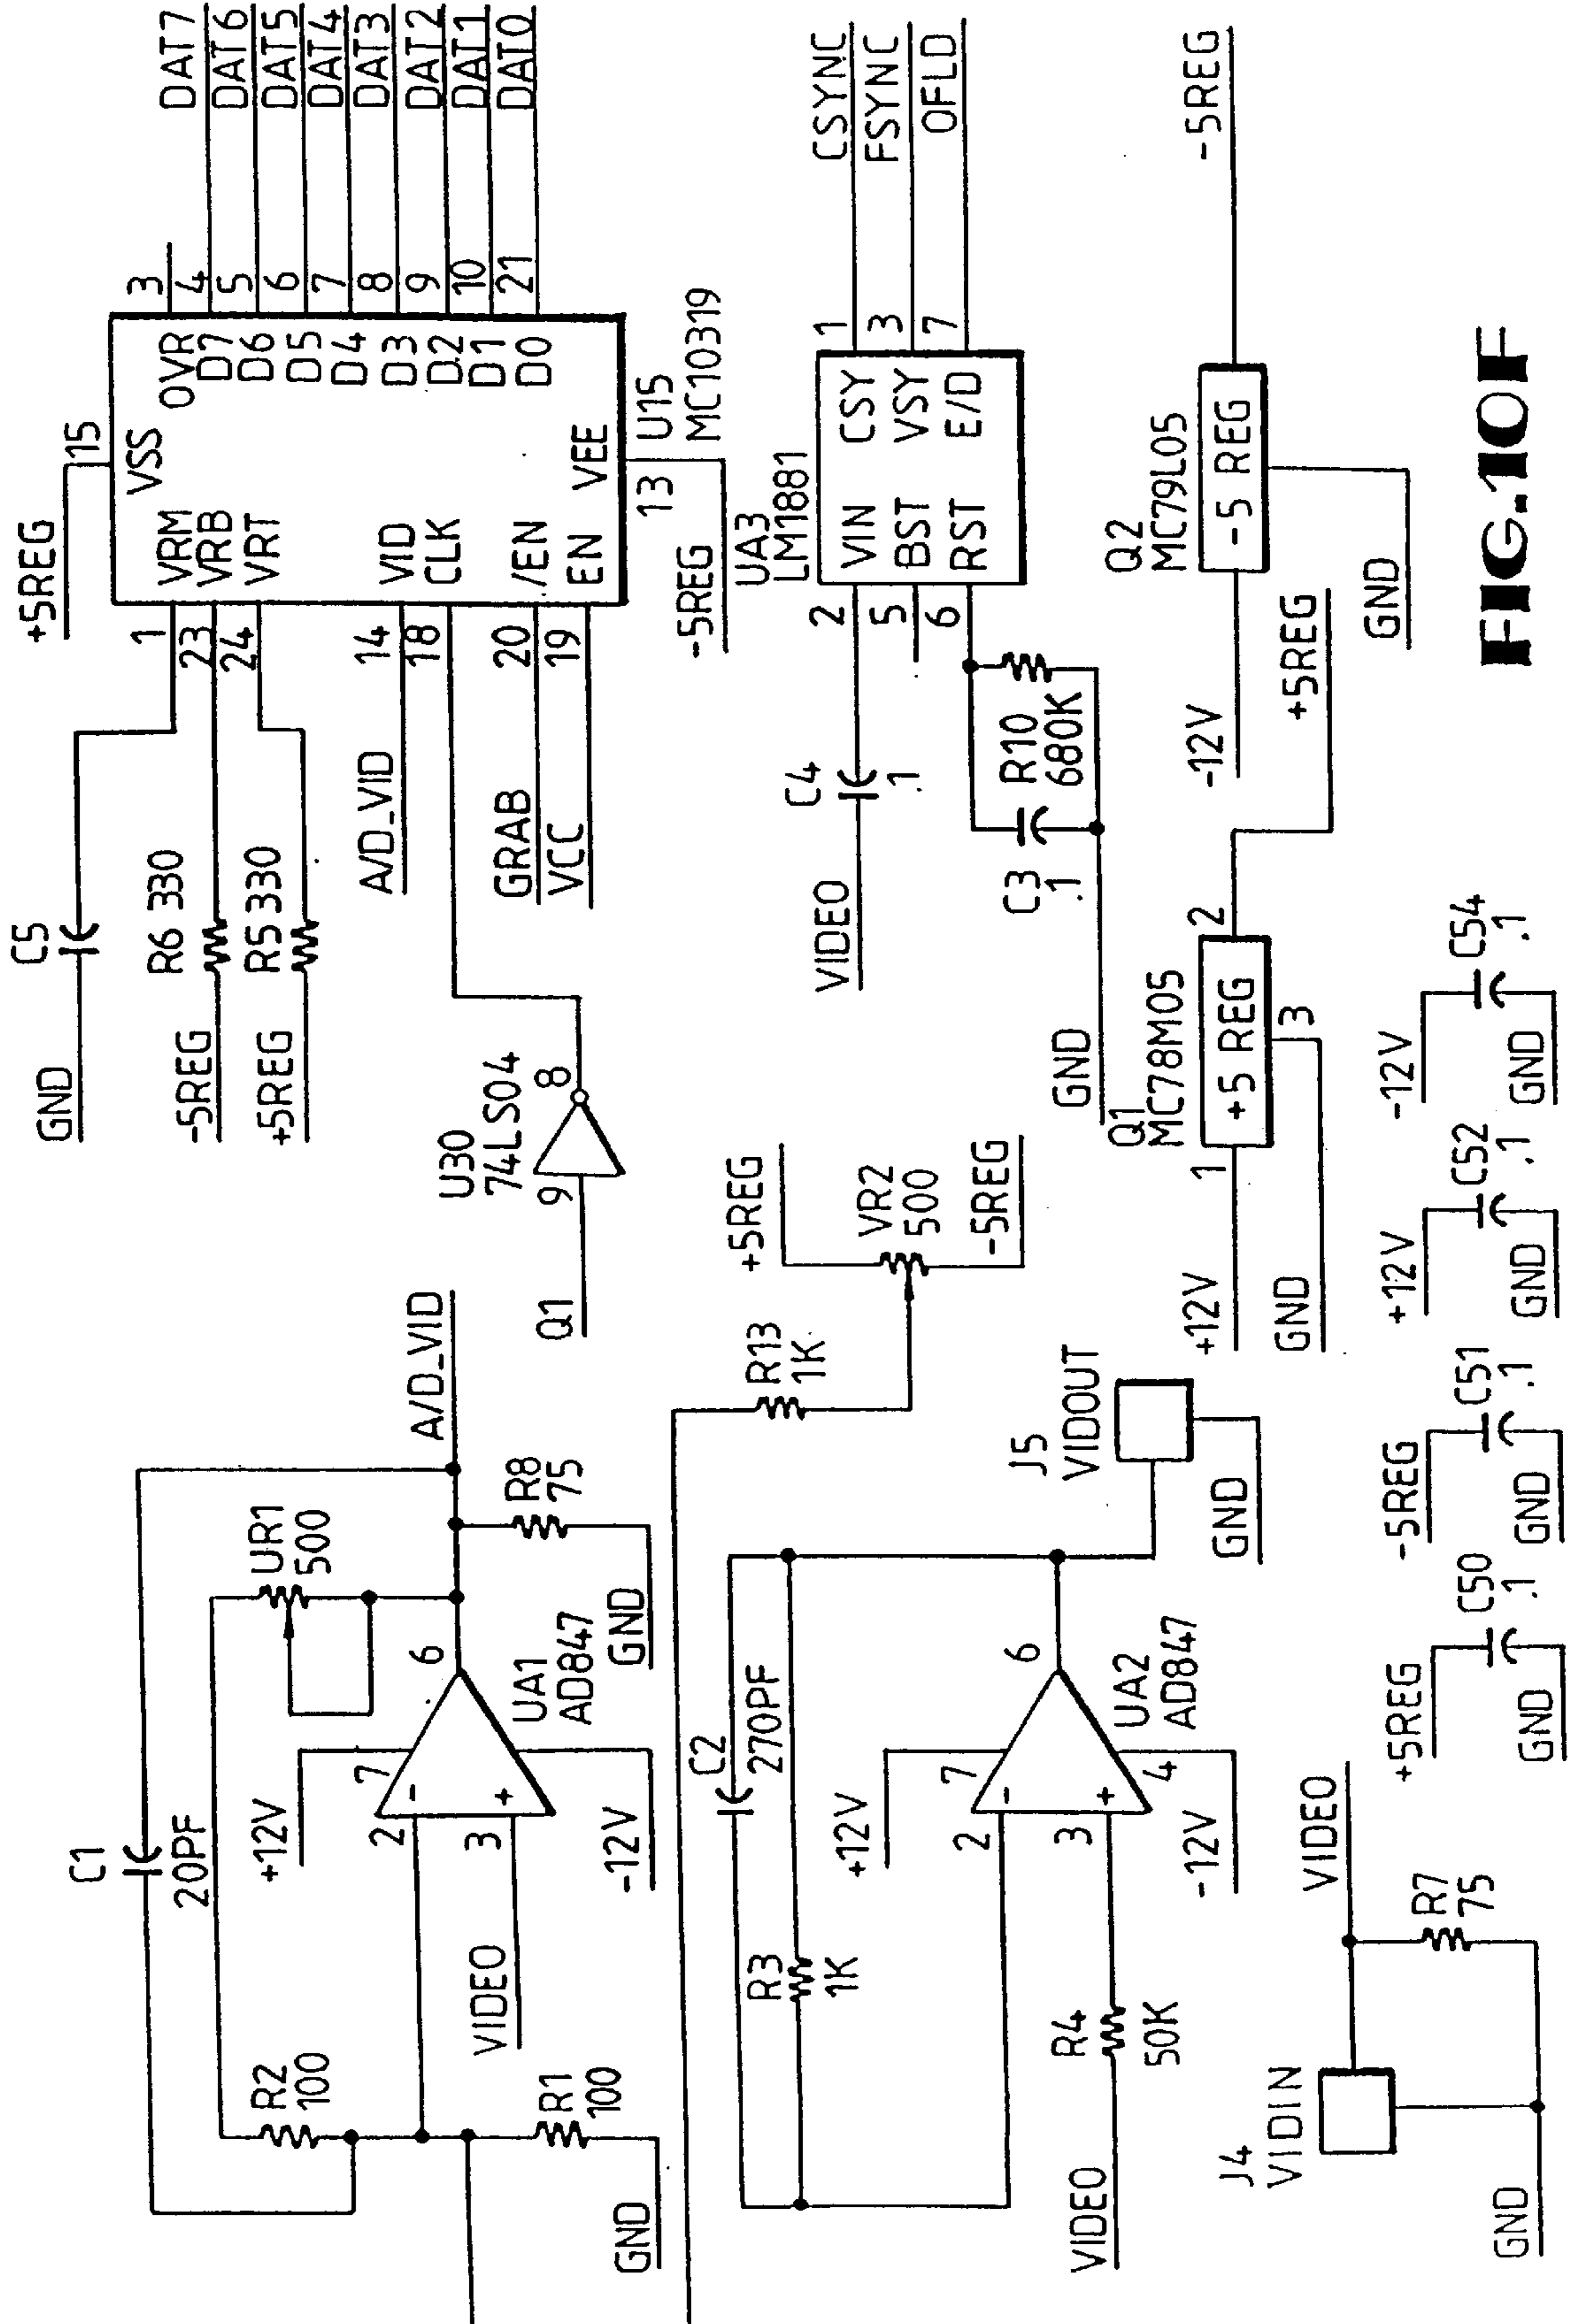 C1
20PF
R2
100
UR1
500
+12V
7
2
-
6
A/D_VID
VIDEO
3
+
UA1
AD847
R8
75
-12V
GND
R1
100
GND
GND
C5
-5REG
R6 330
+5REG
R5 330
A/D_VID
U30
74LS04
Q1
9
8
GRAB
VCC
+5REG
15
VSS
1
VRM
23
VRB
24
VRT
14
VID
18
CLK
20
/EN
19
EN
VEE
13
-5REG
U15
MC10319
OVR
3
D7
4
DAT7
D6
5
DAT6
D5
6
DAT5
D4
7
DAT4
D3
8
DAT3
D2
9
DAT2
D1
10
DAT1
D0
21
DAT0
C2
270PF
R3
1K
+12V
7
2
-
6
VIDEO
R4
50K
3
+
4
UA2
AD847
-12V
R13
1K
+5REG
VR2
500
-5REG
J5
VIDOUT
GND
VIDEO
C4
.1
UA3
LM1881
2
VIN
5
BST
6
RST
CSY
1
CSYNC
VSY
3
FSYNC
E/D
7
OFLD
C3
.1
R10
680K
GND
J4
VIDIN
VIDEO
R7
75
GND
+12V
1
Q1
MC78M05
+5 REG
2
3
GND
+5REG
-12V
Q2
MC79L05
-5 REG
-5REG
GND
+5REG
C50
.1
GND
-5REG
C51
.1
GND
+12V
C52
.1
GND
-12V
C54
.1
GND
FIG.10F